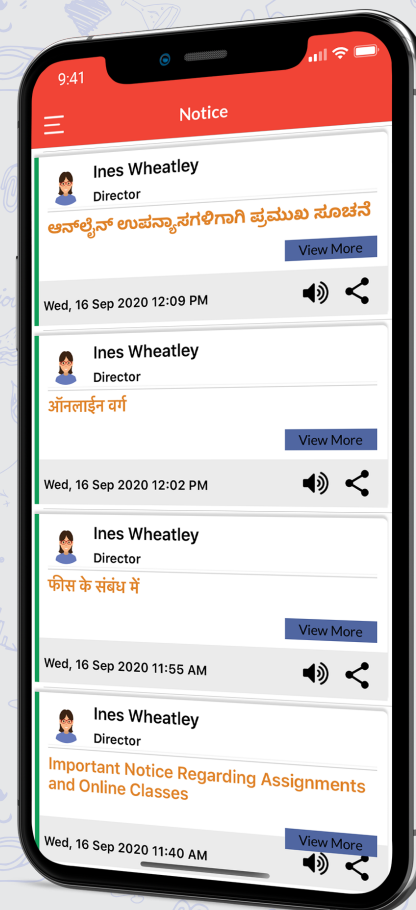 9:41
Notice
Ines Wheatley
Director
ಆನ್‌ಲೈನ್ ಉಪನ್ಯಾಸಗಳಿಗಾಗಿ ಪ್ರಮುಖ ಸೂಚನೆ
View More
Wed, 16 Sep 2020 12:09 PM
Ines Wheatley
Director
ऑनलाईन वर्ग
View More
Wed, 16 Sep 2020 12:02 PM
Ines Wheatley
Director
फीस के संबंध में
View More
Wed, 16 Sep 2020 11:55 AM
Ines Wheatley
Director
Important Notice Regarding Assignments
and Online Classes
View More
Wed, 16 Sep 2020 11:40 AM